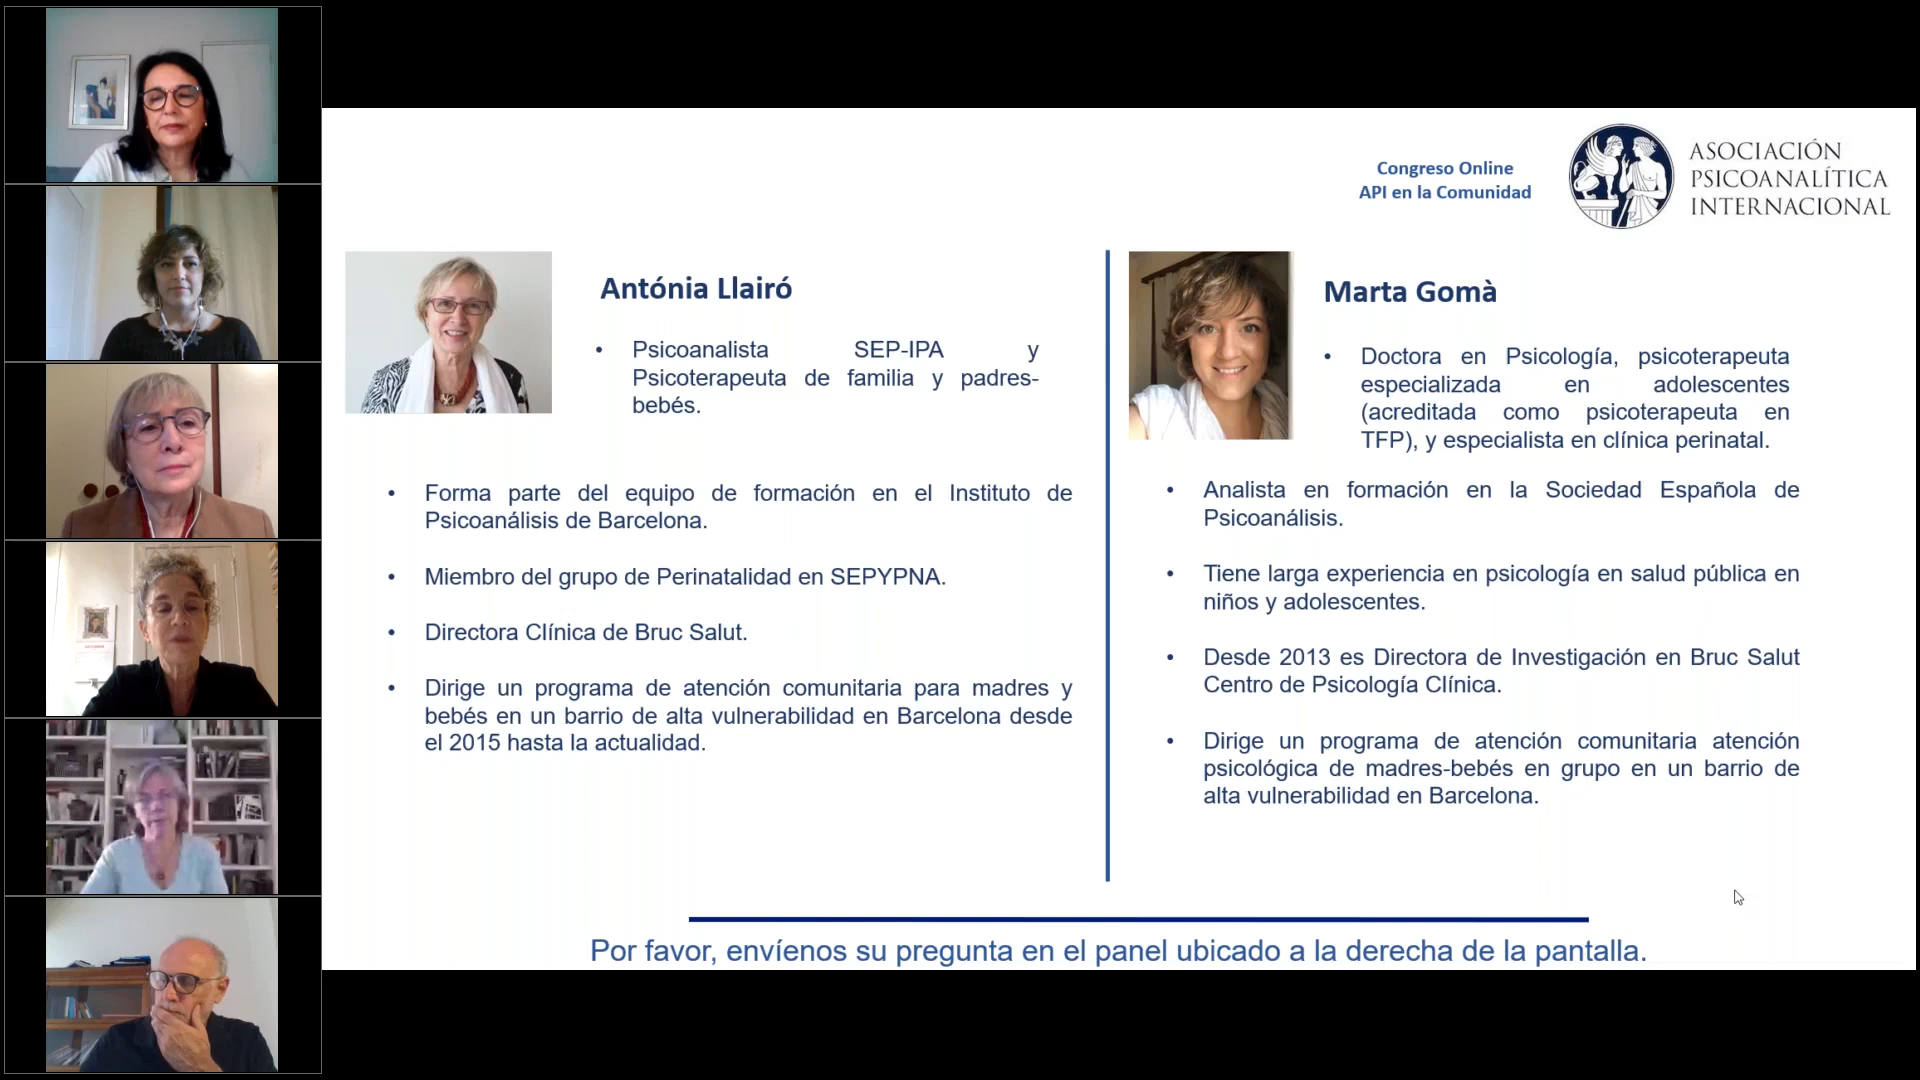 Congreso Online
API en la Comunidad
ASOCIACIÓN
PSICOANALÍTICA
INTERNACIONAL
Antónia Llairó
• Psicoanalista SEP-IPA y
Psicoterapeuta de familia y padres-
bebés.
• Forma parte del equipo de formación en el Instituto de
Psicoanálisis de Barcelona.
• Miembro del grupo de Perinatalidad en SEPYPNA.
• Directora Clínica de Bruc Salut.
• Dirige un programa de atención comunitaria para madres y
bebés en un barrio de alta vulnerabilidad en Barcelona desde
el 2015 hasta la actualidad.
Marta Gomà
• Doctora en Psicología, psicoterapeuta
especializada en adolescentes
(acreditada como psicoterapeuta en
TFP), y especialista en clínica perinatal.
• Analista en formación en la Sociedad Española de
Psicoanálisis.
• Tiene larga experiencia en psicología en salud pública en
niños y adolescentes.
• Desde 2013 es Directora de Investigación en Bruc Salut
Centro de Psicología Clínica.
• Dirige un programa de atención comunitaria atención
psicológica de madres-bebés en grupo en un barrio de
alta vulnerabilidad en Barcelona.
Por favor, envíenos su pregunta en el panel ubicado a la derecha de la pantalla.